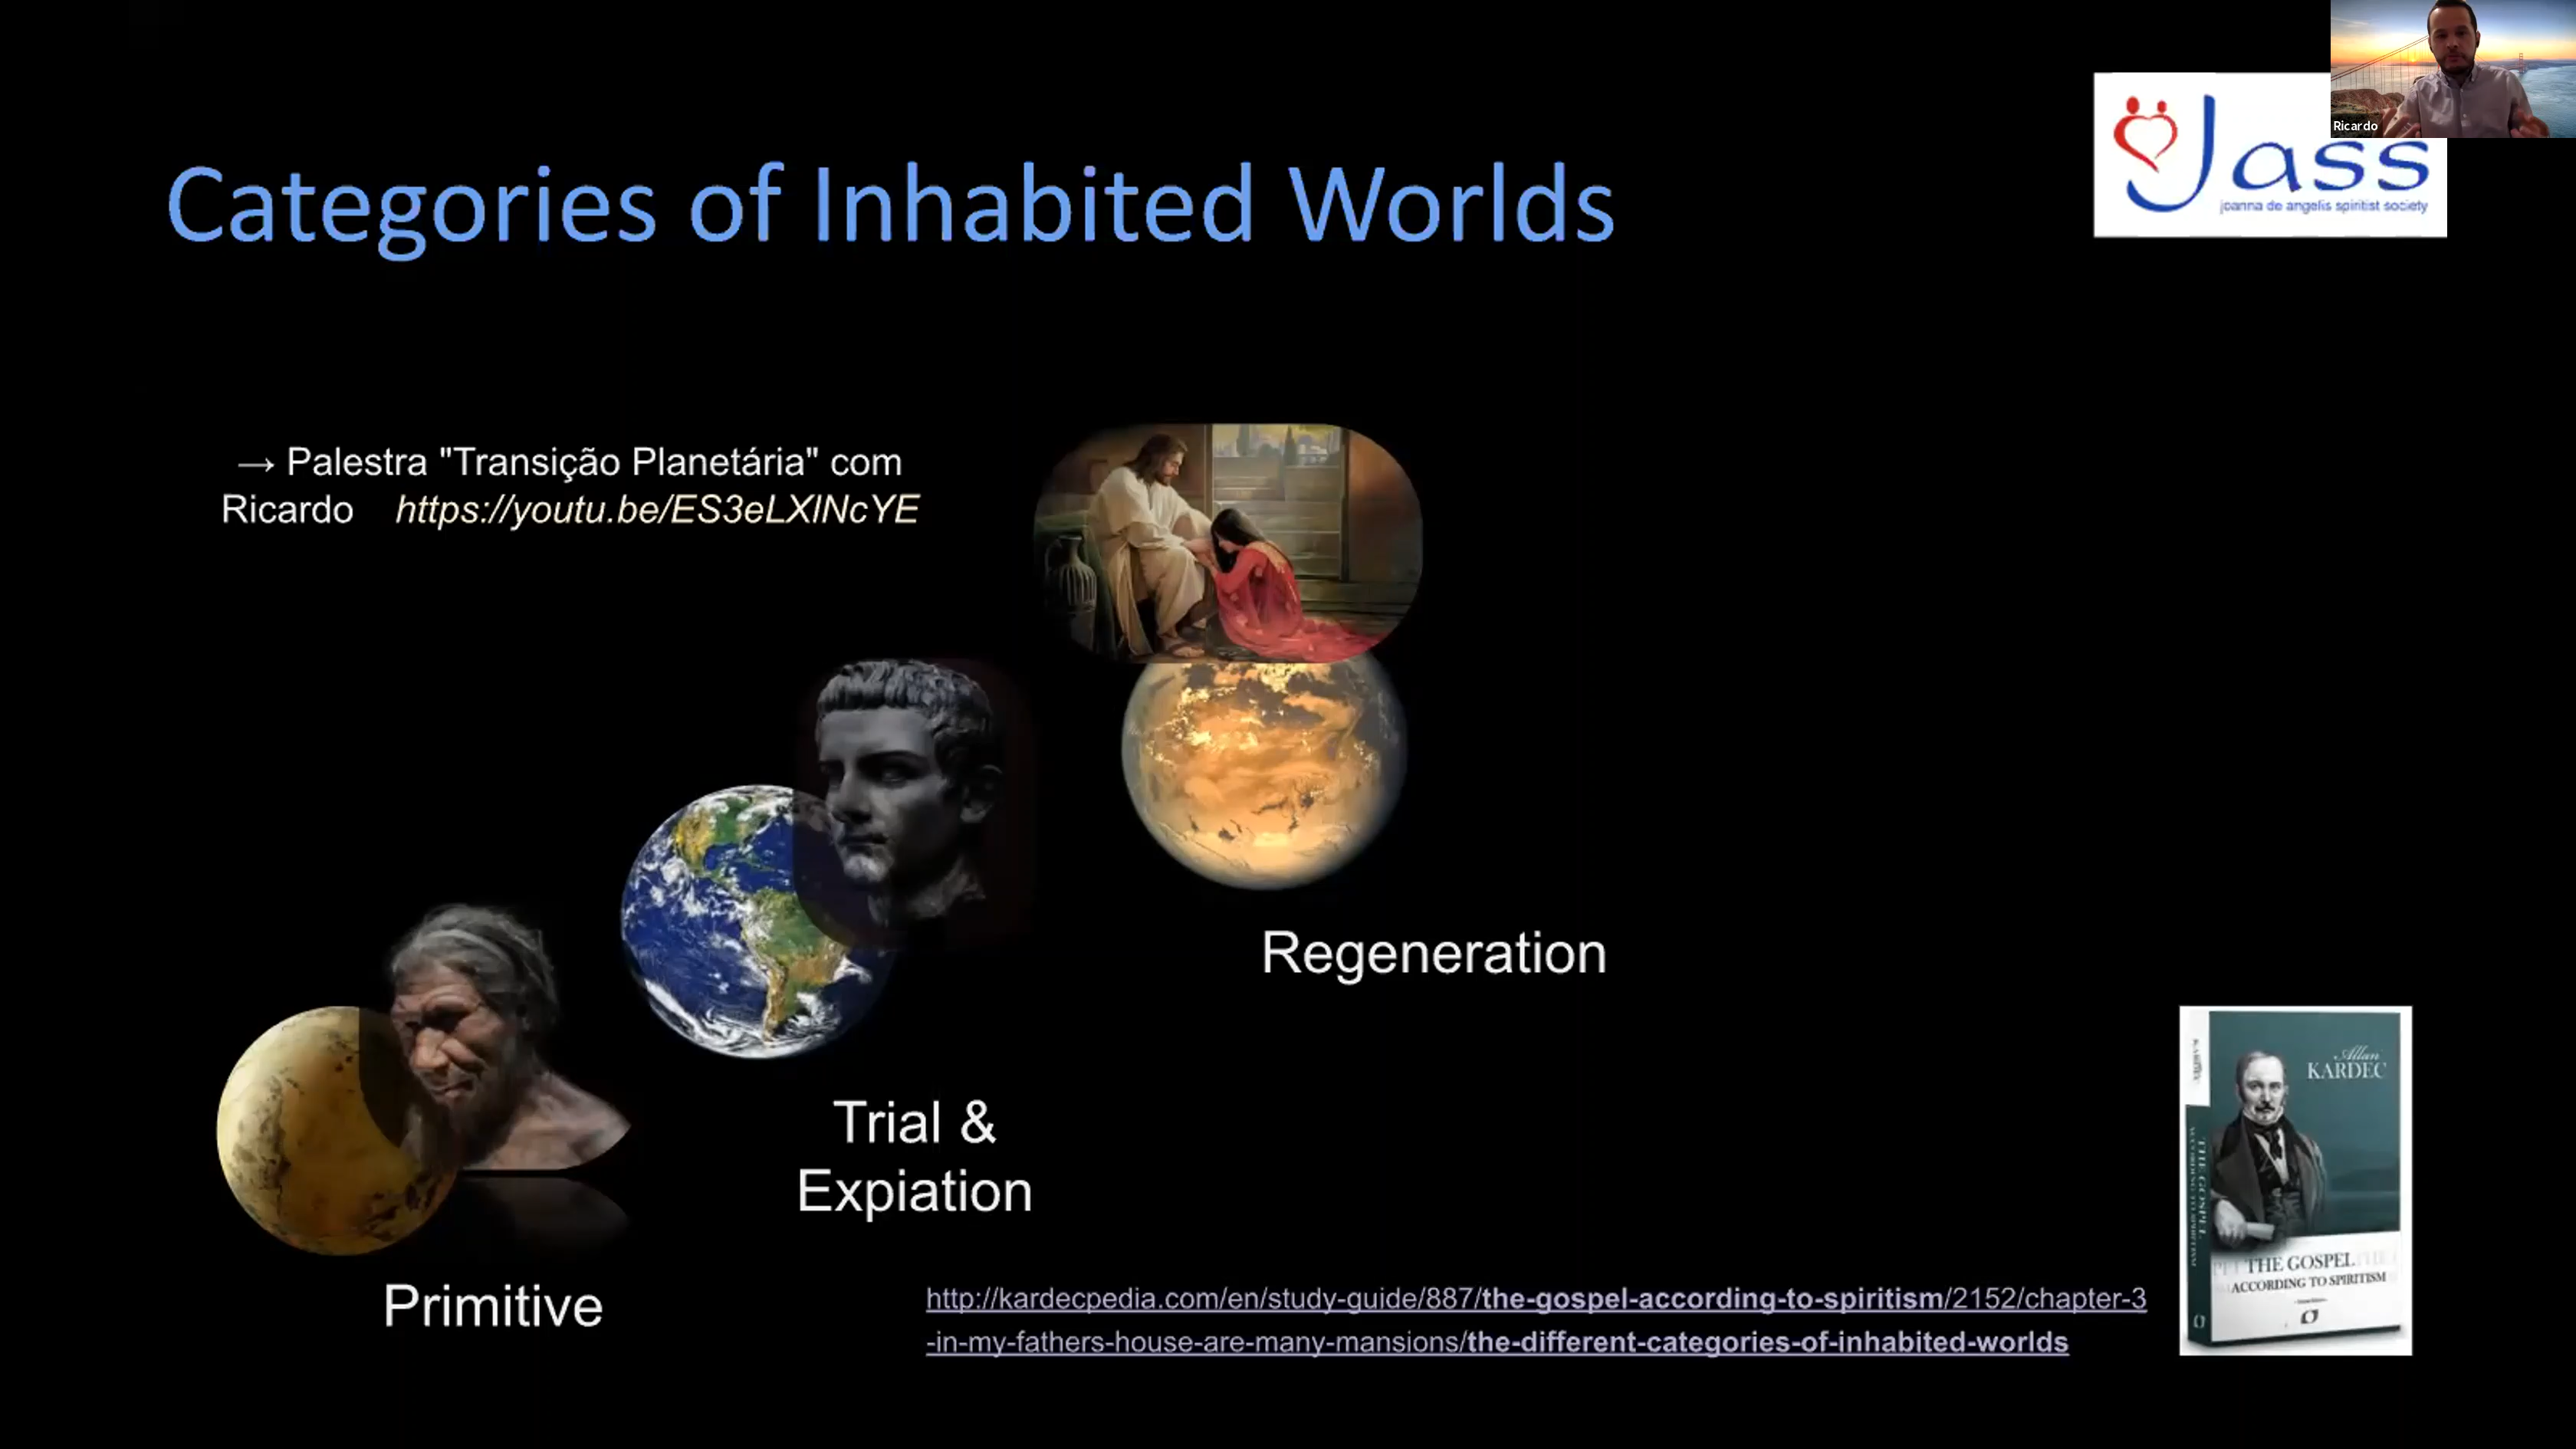 Ricardo
Jass
joanna de angelis spiritist society
Categories of Inhabited Worlds
→ Palestra "Transição Planetária" com
Ricardo https://youtu.be/ES3eLXlNcYE
Regeneration
Trial &
Expiation
Primitive
Allan
KARDEC
THE GOSPEL
ACCORDING TO SPIRITISM
http://kardecpedia.com/en/study-guide/887/the-gospel-according-to-spiritism/2152/chapter-3
-in-my-fathers-house-are-many-mansions/the-different-categories-of-inhabited-worlds